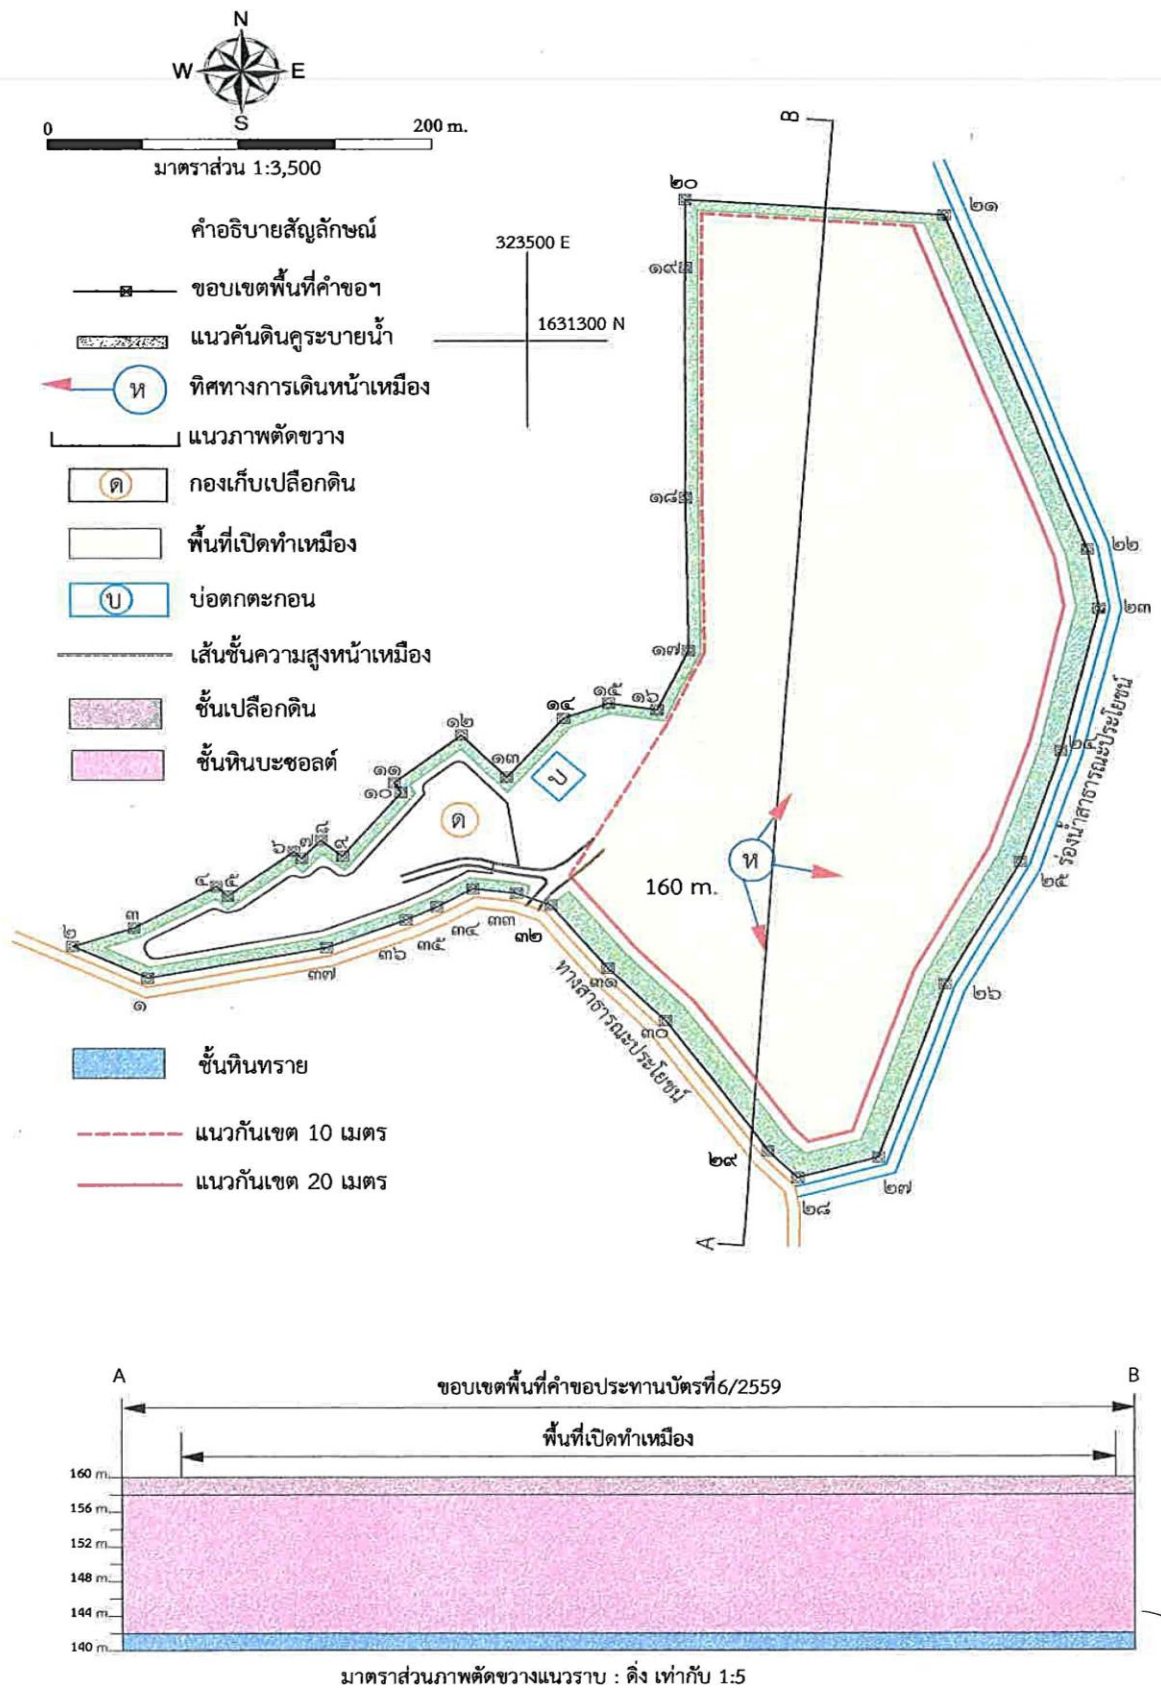 N
W E
S
0 200 m.
มาตราส่วน 1:3,500
คำอธิบายสัญลักษณ์
ขอบเขตพื้นที่คำขอฯ
แนวคันดินคูระบายน้ำ
ห ทิศทางการเดินหน้าเหมือง
แนวภาพตัดขวาง
ด กองเก็บเปลือกดิน
พื้นที่เปิดทำเหมือง
บ บ่อตกตะกอน
เส้นชั้นความสูงหน้าเหมือง
ชั้นเปลือกดิน
ชั้นหินบะซอลต์
ชั้นหินทราย
แนวกันเขต 10 เมตร
แนวกันเขต 20 เมตร
323500 E
1631300 N
B
๒๐
๒๑
๑๙
๑๘
๒๒
๒๓
๑๗
๑๖
๑๕
๑๔
๑๓
๑๒
๑๑
๑๐
๙
๘
๗
๖
๕
๔
๓
๒
๑
บ
ด
ห
160 m.
๒๔
ร่องน้ำสาธารณะประโยชน์
๒๕
๒๖
๒๗
๒๘
๒๙
๓๐
๓๑
๓๒
๓๓
๓๔
๓๕
๓๖
๓๗
ทางสาธารณะประโยชน์
A
A B
ขอบเขตพื้นที่คำขอประทานบัตรที่6/2559
พื้นที่เปิดทำเหมือง
160 m.
156 m.
152 m.
148 m.
144 m.
140 m.
มาตราส่วนภาพตัดขวางแนวราบ : ดิ่ง เท่ากับ 1:5